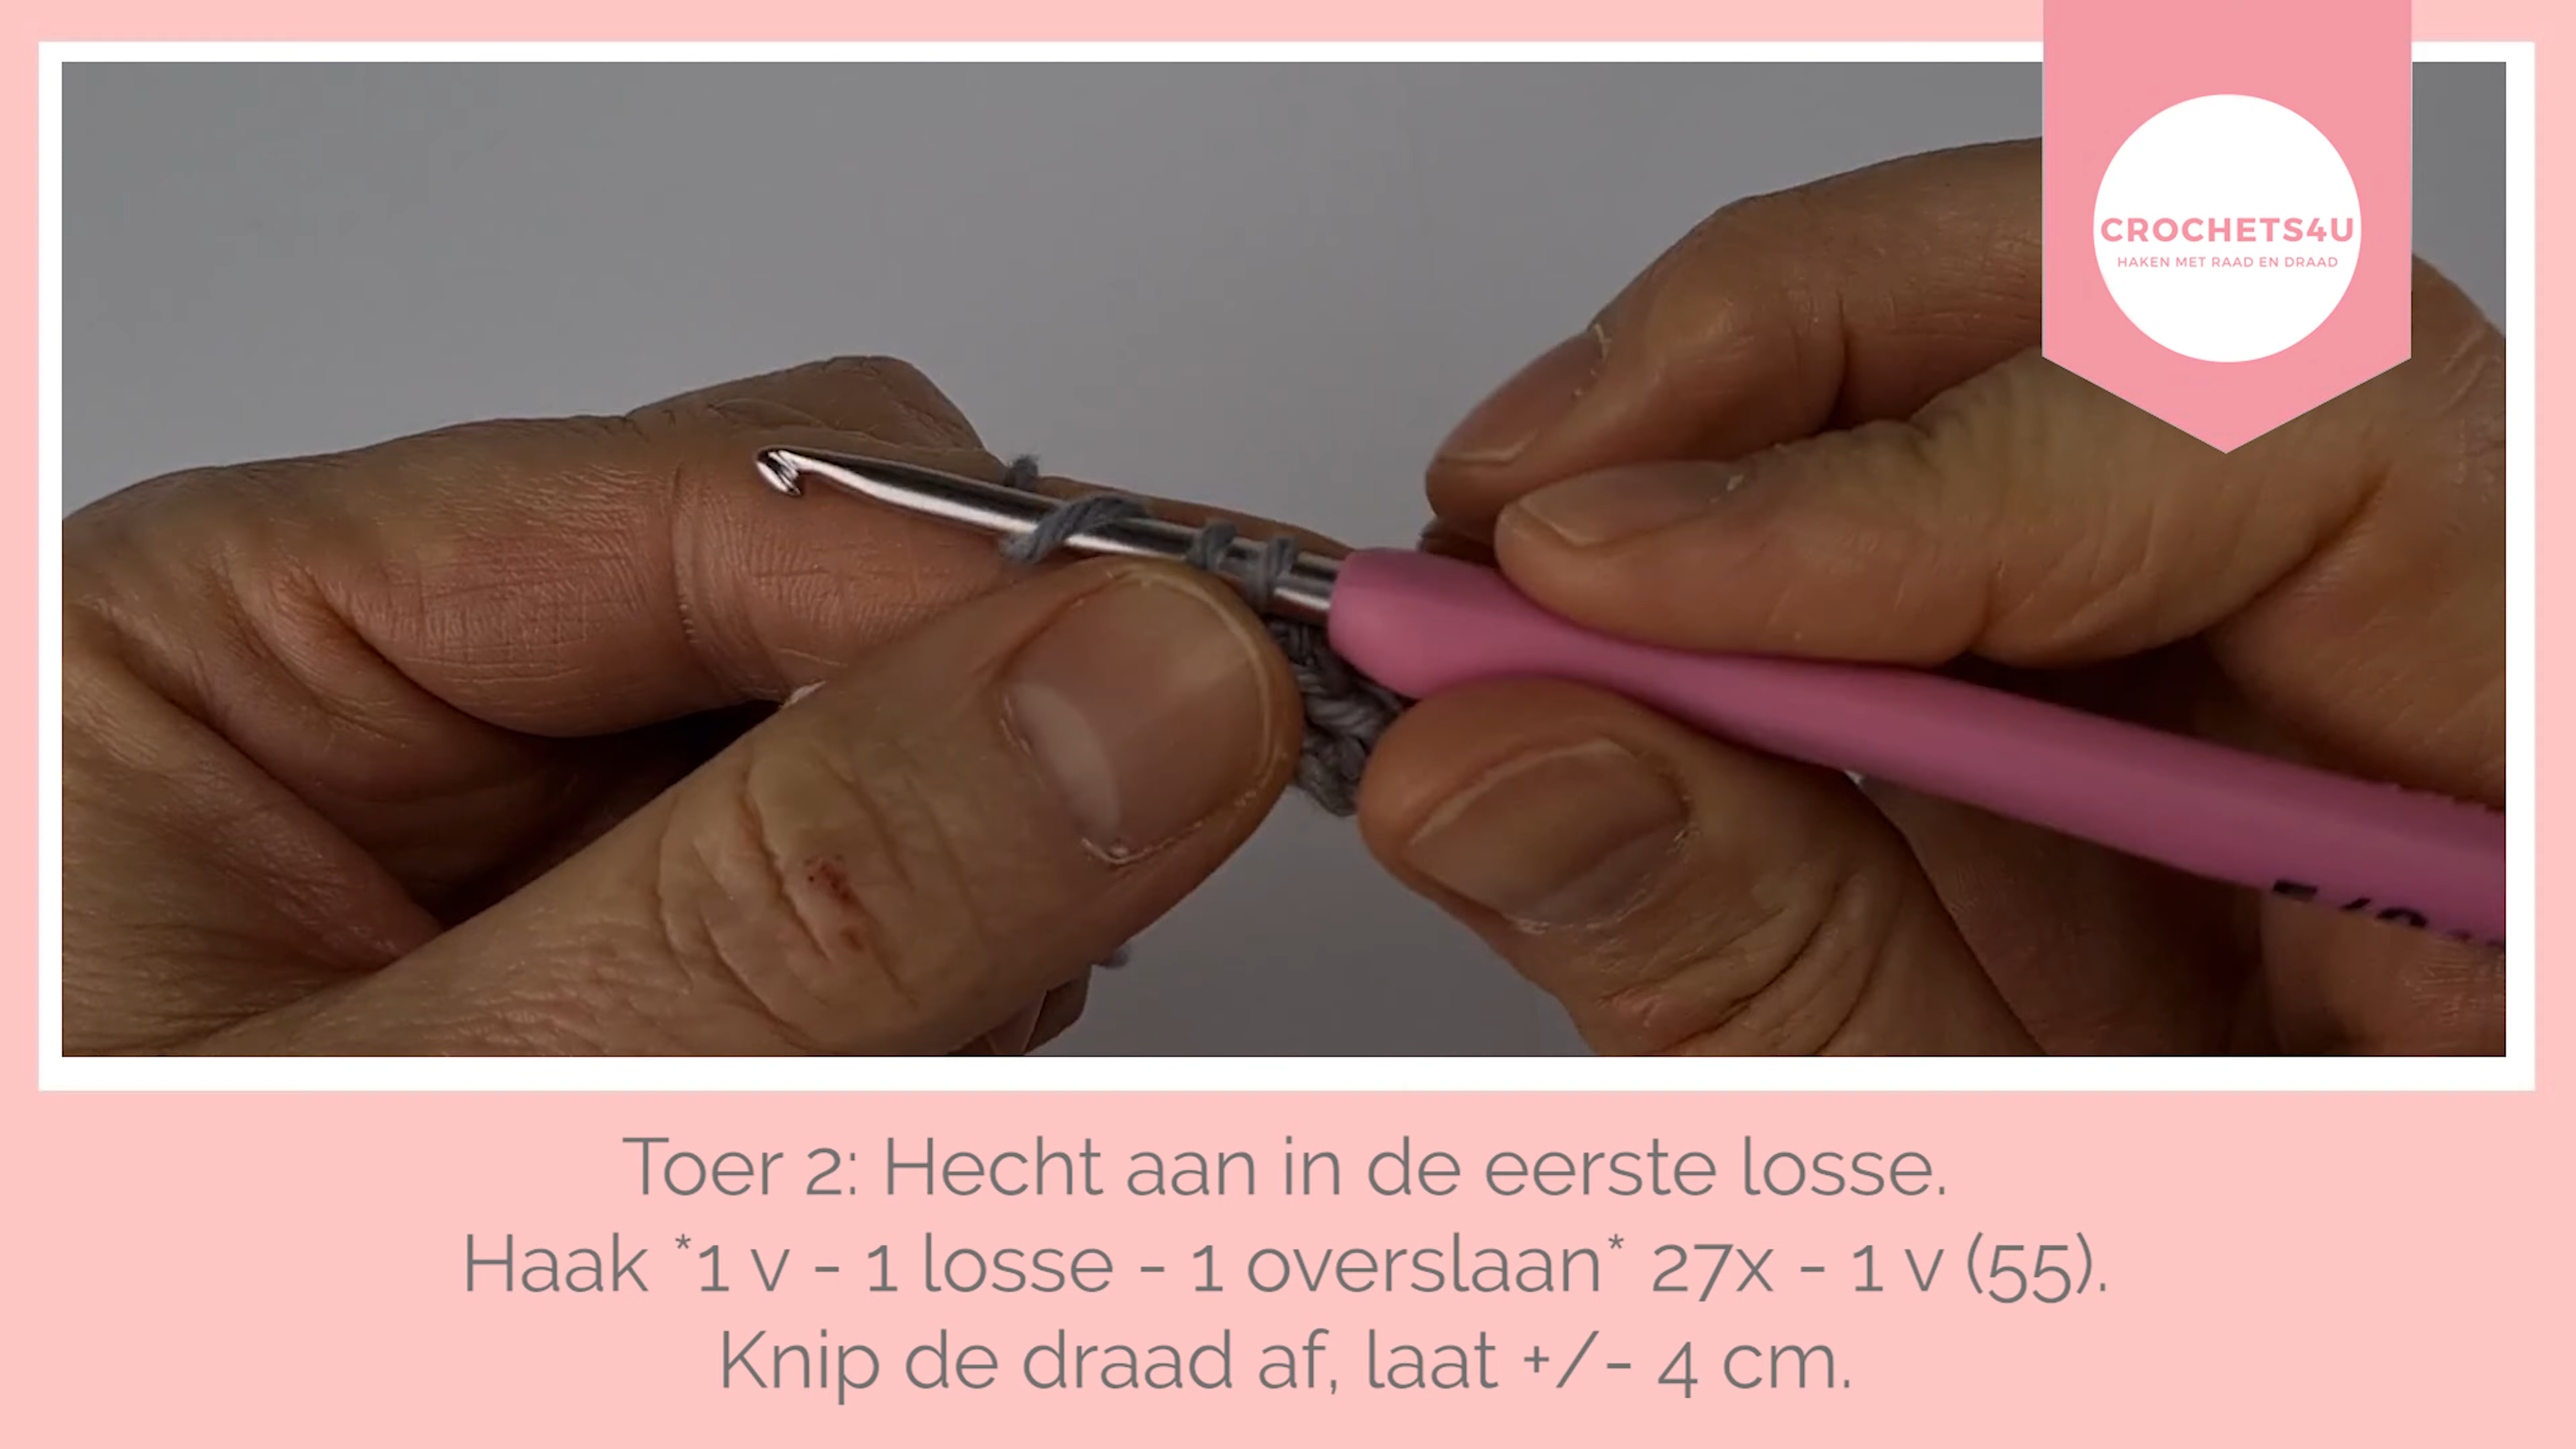 CROCHETS4U
HAKEN MET RAAD EN DRAAD
Toer 2: Hecht aan in de eerste losse.
Haak *1 v - 1 losse - 1 overslaan* 27x - 1 v (55).
Knip de draad af, laat +/- 4 cm.